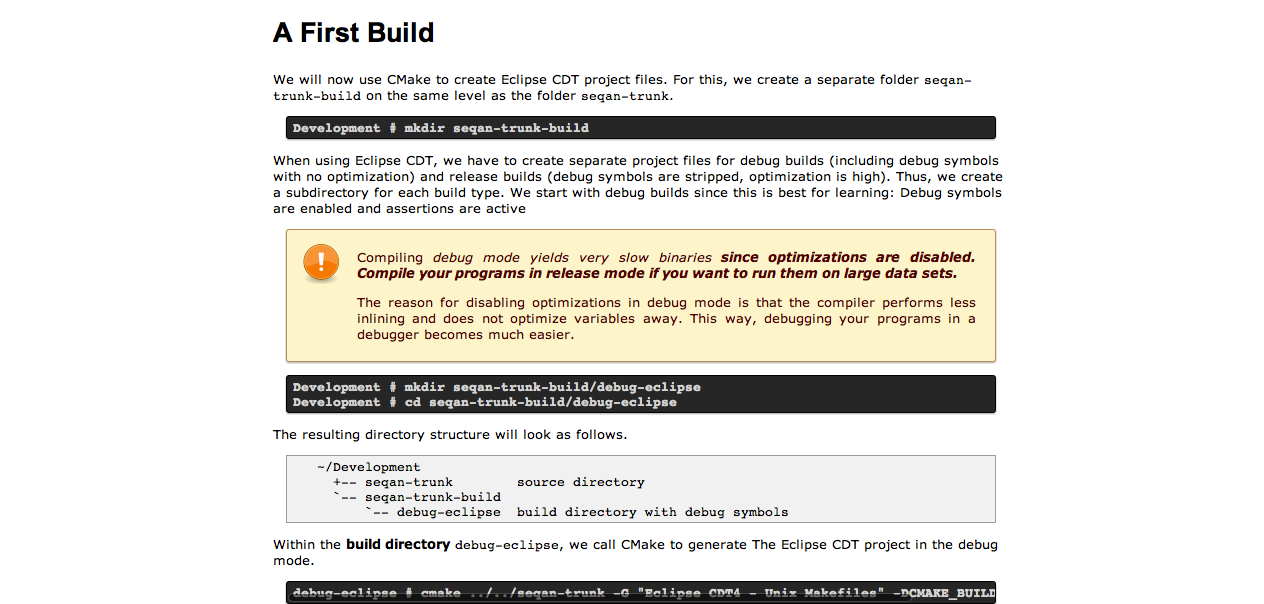 A First Build
We will now use CMake to create Eclipse CDT project files. For this, we create a separate folder seqan-
trunk-build on the same level as the folder seqan-trunk.
Development # mkdir seqan-trunk-build
When using Eclipse CDT, we have to create separate project files for debug builds (including debug symbols
with no optimization) and release builds (debug symbols are stripped, optimization is high). Thus, we create
a subdirectory for each build type. We start with debug builds since this is best for learning: Debug symbols
are enabled and assertions are active
Compiling debug mode yields very slow binaries since optimizations are disabled.
Compile your programs in release mode if you want to run them on large data sets.
The reason for disabling optimizations in debug mode is that the compiler performs less
inlining and does not optimize variables away. This way, debugging your programs in a
debugger becomes much easier.
Development # mkdir seqan-trunk-build/debug-eclipse
Development # cd seqan-trunk-build/debug-eclipse
The resulting directory structure will look as follows.
~/Development
+-- seqan-trunk        source directory
`-- seqan-trunk-build
`-- debug-eclipse  build directory with debug symbols
Within the build directory debug-eclipse, we call CMake to generate The Eclipse CDT project in the debug
mode.
debug-eclipse # cmake ../../seqan-trunk -G "Eclipse CDT4 - Unix Makefiles" -DCMAKE_BUILD